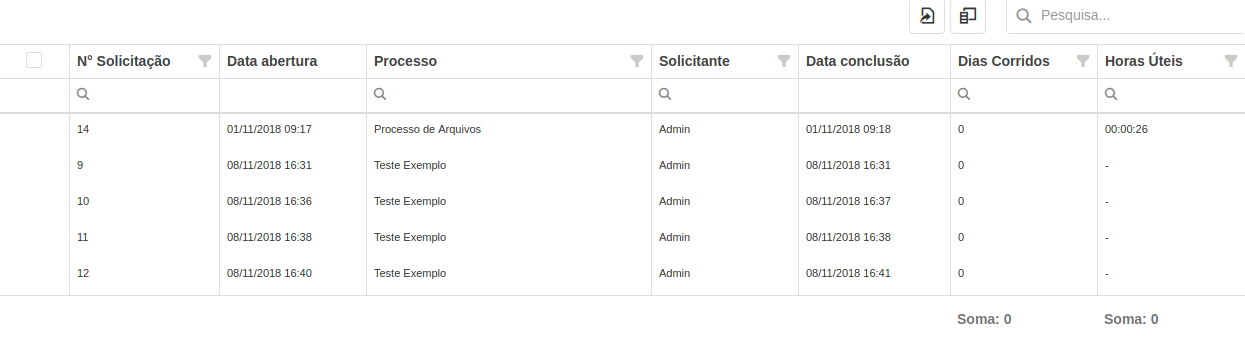 Pesquisa...
Nº Solicitação Data abertura Processo Solicitante Data conclusão Dias Corridos Horas Úteis
14 01/11/2018 09:17 Processo de Arquivos Admin 01/11/2018 09:18 0 00:00:26
9 08/11/2018 16:31 Teste Exemplo Admin 08/11/2018 16:31 0 -
10 08/11/2018 16:36 Teste Exemplo Admin 08/11/2018 16:37 0 -
11 08/11/2018 16:38 Teste Exemplo Admin 08/11/2018 16:38 0 -
12 08/11/2018 16:40 Teste Exemplo Admin 08/11/2018 16:41 0 -
Soma: 0 Soma: 0